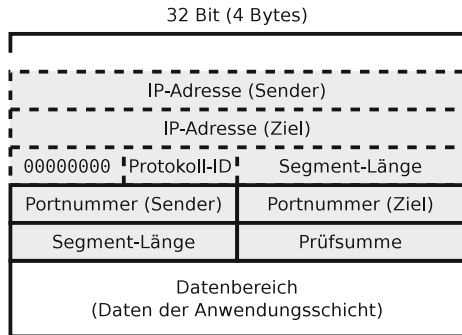 32 Bit (4 Bytes)
IP-Adresse (Sender)
IP-Adresse (Ziel)
00000000 Protokoll-ID Segment-Länge
Portnummer (Sender) Portnummer (Ziel)
Segment-Länge Prüfsumme
Datenbereich
(Daten der Anwendungsschicht)